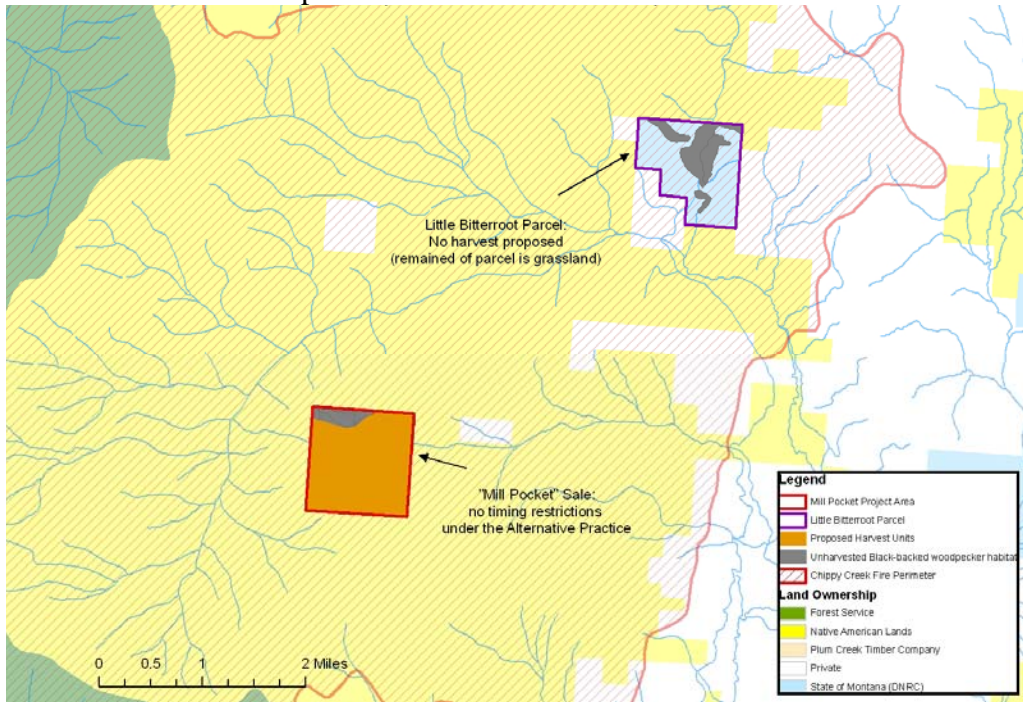 Little Bitterroot Parcel:
No harvest proposed
(remained of parcel is grassland)
"Mill Pocket" Sale:
no timing restrictions
under the Alternative Practice
0 0.5 1 2 Miles
Legend
Mill Pocket Project Area
Little Bitterroot Parcel
Proposed Harvest Units
Unharvested Black-backed woodpecker habitat
Chippy Creek Fire Perimeter
Land Ownership
Forest Service
Native American Lands
Plum Creek Timber Company
Private
State of Montana (DNRC)